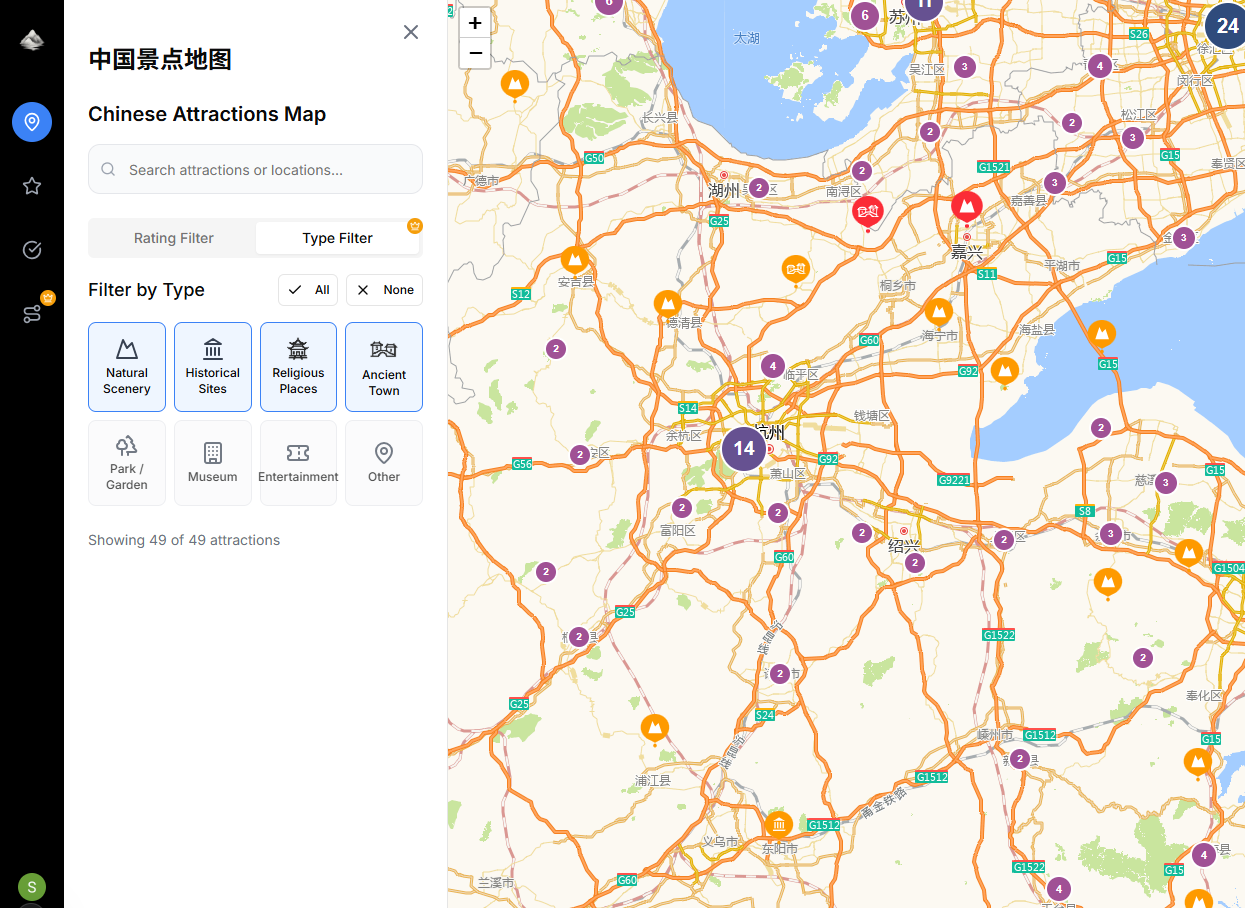 中国景点地图
Chinese Attractions Map
Search attractions or locations...
Rating Filter
Type Filter
Filter by Type
All
None
Natural Scenery
Historical Sites
Religious Places
Ancient Town
Park / Garden
Museum
Entertainment
Other
Showing 49 of 49 attractions
S
+
−
6
6
11
24
太湖
S26
吴江区
3
4
闵行区
长兴县
2
松江区
2
3
G50
G15
G1521
2
广德市
湖州
2
南浔区
3
嘉善县
G25
嘉兴
3
G15
安吉县
S11
平湖市
桐乡市
S12
德清县
海宁市
海盐县
2
G60
G15
4
临平区
G92
S14
钱塘区
余杭区
杭州
2
14
G92
2
G56
萧山区
G15
G9221
3
2
2
S8
富阳区
2
绍兴
2
3
G60
2
G1504
2
G25
2
G1522
2
2
G25
奉化区
S24
嵊州市
G1512
G15
2
浦江县
G1512
甬金铁路
G1512
东阳市
义乌市
4
G1522
G15
兰溪市
G60
4